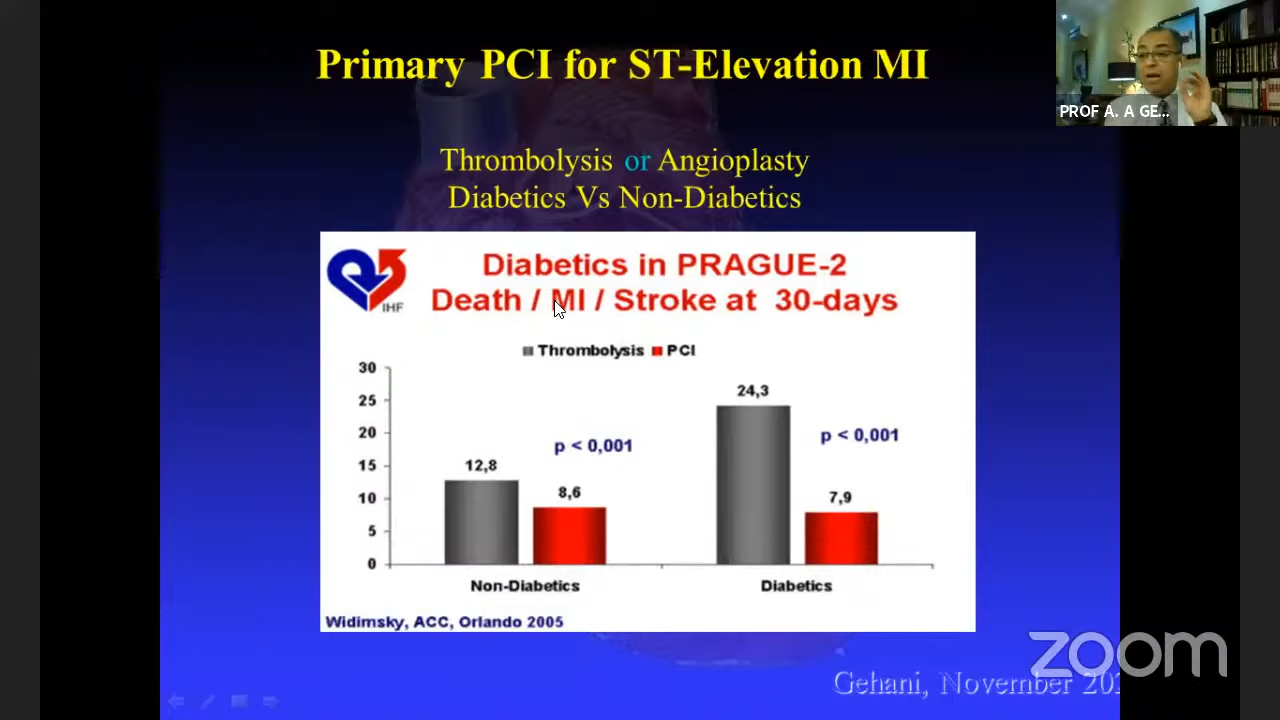 Primary PCI for ST-Elevation MI
PROF A. A GE...
Thrombolysis or Angioplasty
Diabetics Vs Non-Diabetics
IHF
Diabetics in PRAGUE-2
Death / MI / Stroke at 30-days
Thrombolysis PCI
30
25
20
15
10
5
0
12,8
p < 0,001
8,6
24,3
p < 0,001
7,9
Non-Diabetics
Diabetics
Widimsky, ACC, Orlando 2005
zoom
Gehani, November